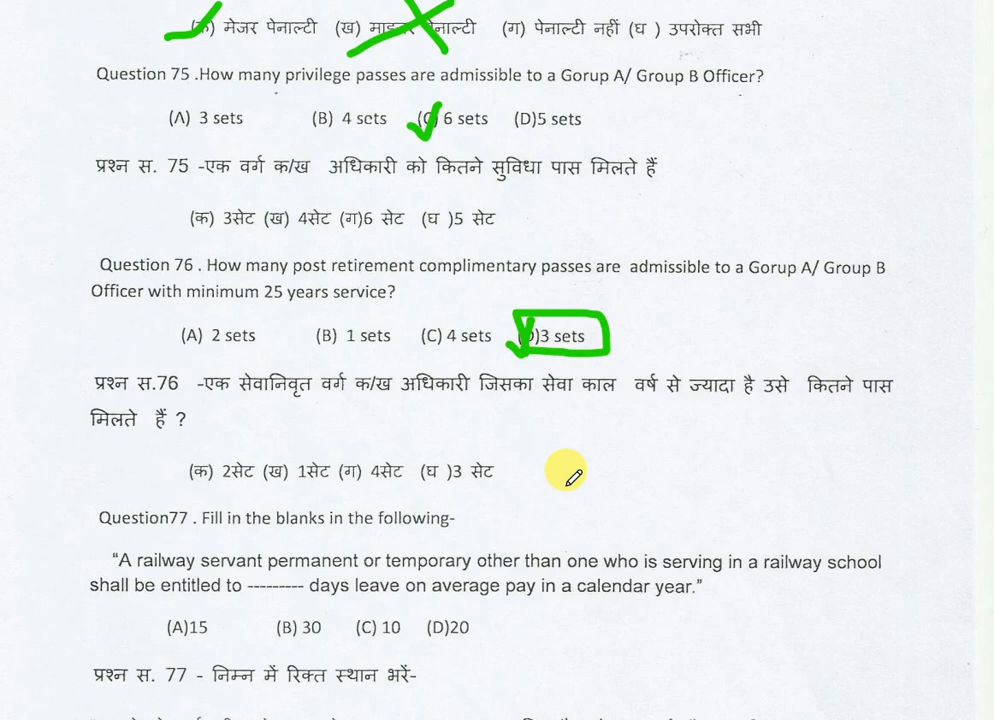 (क) मेजर पेनाल्टी (ख) माइनर पेनाल्टी (ग) पेनाल्टी नहीं (घ ) उपरोक्त सभी
Question 75 .How many privilege passes are admissible to a Gorup A/ Group B Officer?
(A) 3 sets (B) 4 sets (C) 6 sets (D)5 sets
प्रश्न स. 75 -एक वर्ग क/ख अधिकारी को कितने सुविधा पास मिलते हैं
(क) 3सेट (ख) 4सेट (ग)6 सेट (घ )5 सेट
Question 76 . How many post retirement complimentary passes are admissible to a Gorup A/ Group B
Officer with minimum 25 years service?
(A) 2 sets (B) 1 sets (C) 4 sets (D)3 sets
प्रश्न स.76 -एक सेवानिवृत वर्ग क/ख अधिकारी जिसका सेवा काल वर्ष से ज्यादा है उसे कितने पास
मिलते हैं ?
(क) 2सेट (ख) 1सेट (ग) 4सेट (घ )3 सेट
Question77 . Fill in the blanks in the following-
“A railway servant permanent or temporary other than one who is serving in a railway school
shall be entitled to --------- days leave on average pay in a calendar year.”
(A)15 (B) 30 (C) 10 (D)20
प्रश्न स. 77 - निम्न में रिक्त स्थान भरें-